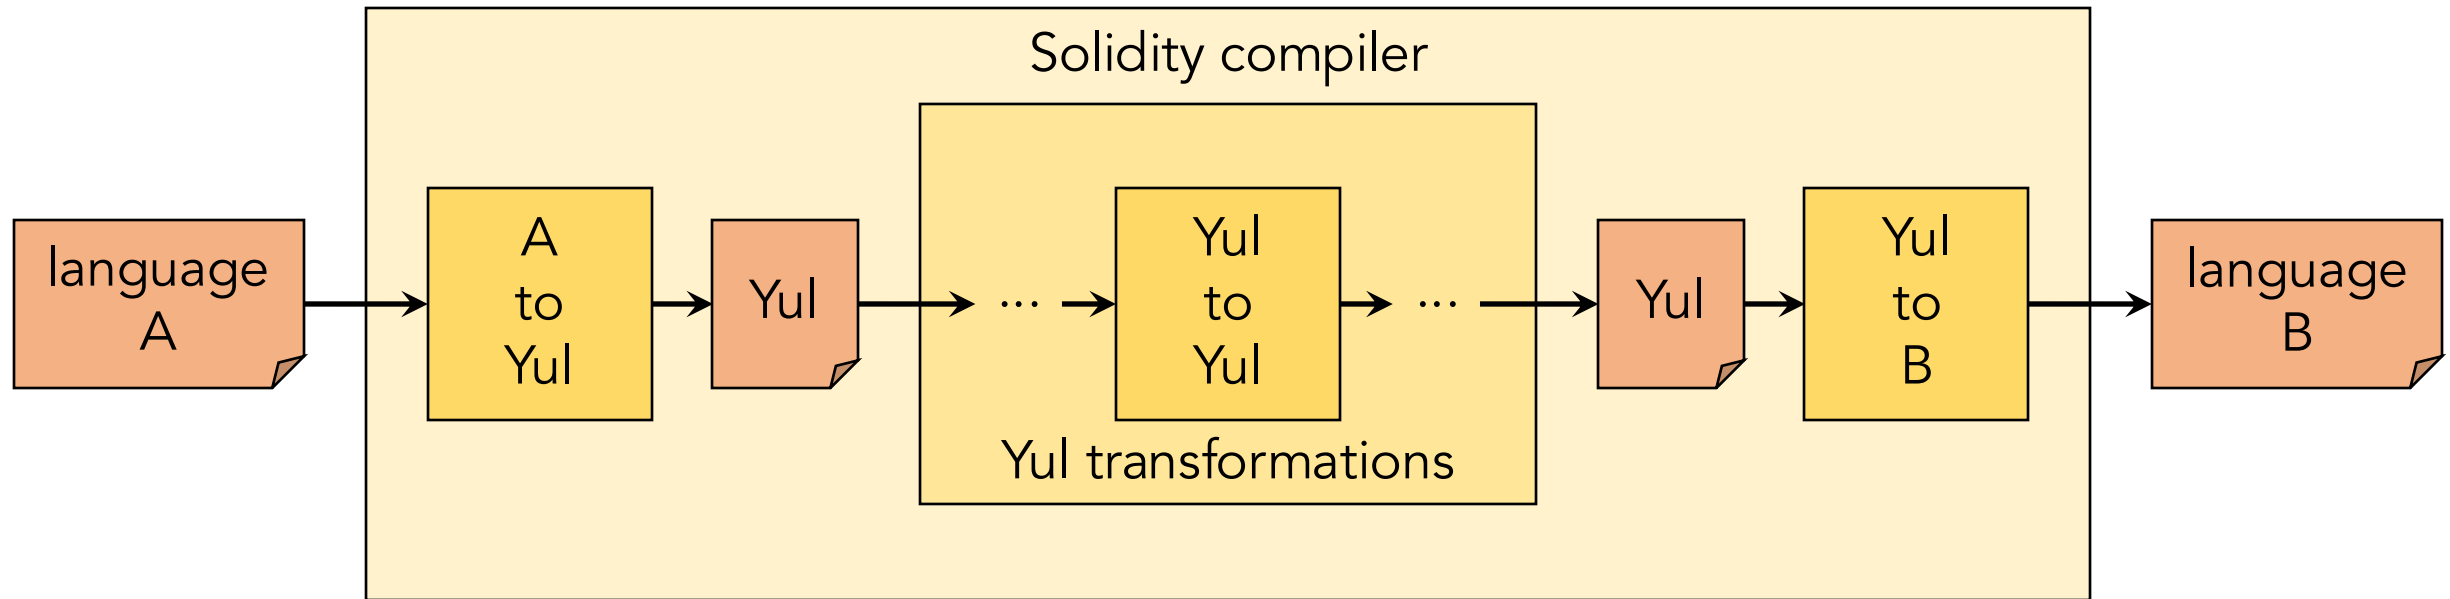 Solidity compiler
language
A
A
to
Yul
Yul
...
Yul
to
Yul
...
Yul transformations
Yul
Yul
to
B
language
B